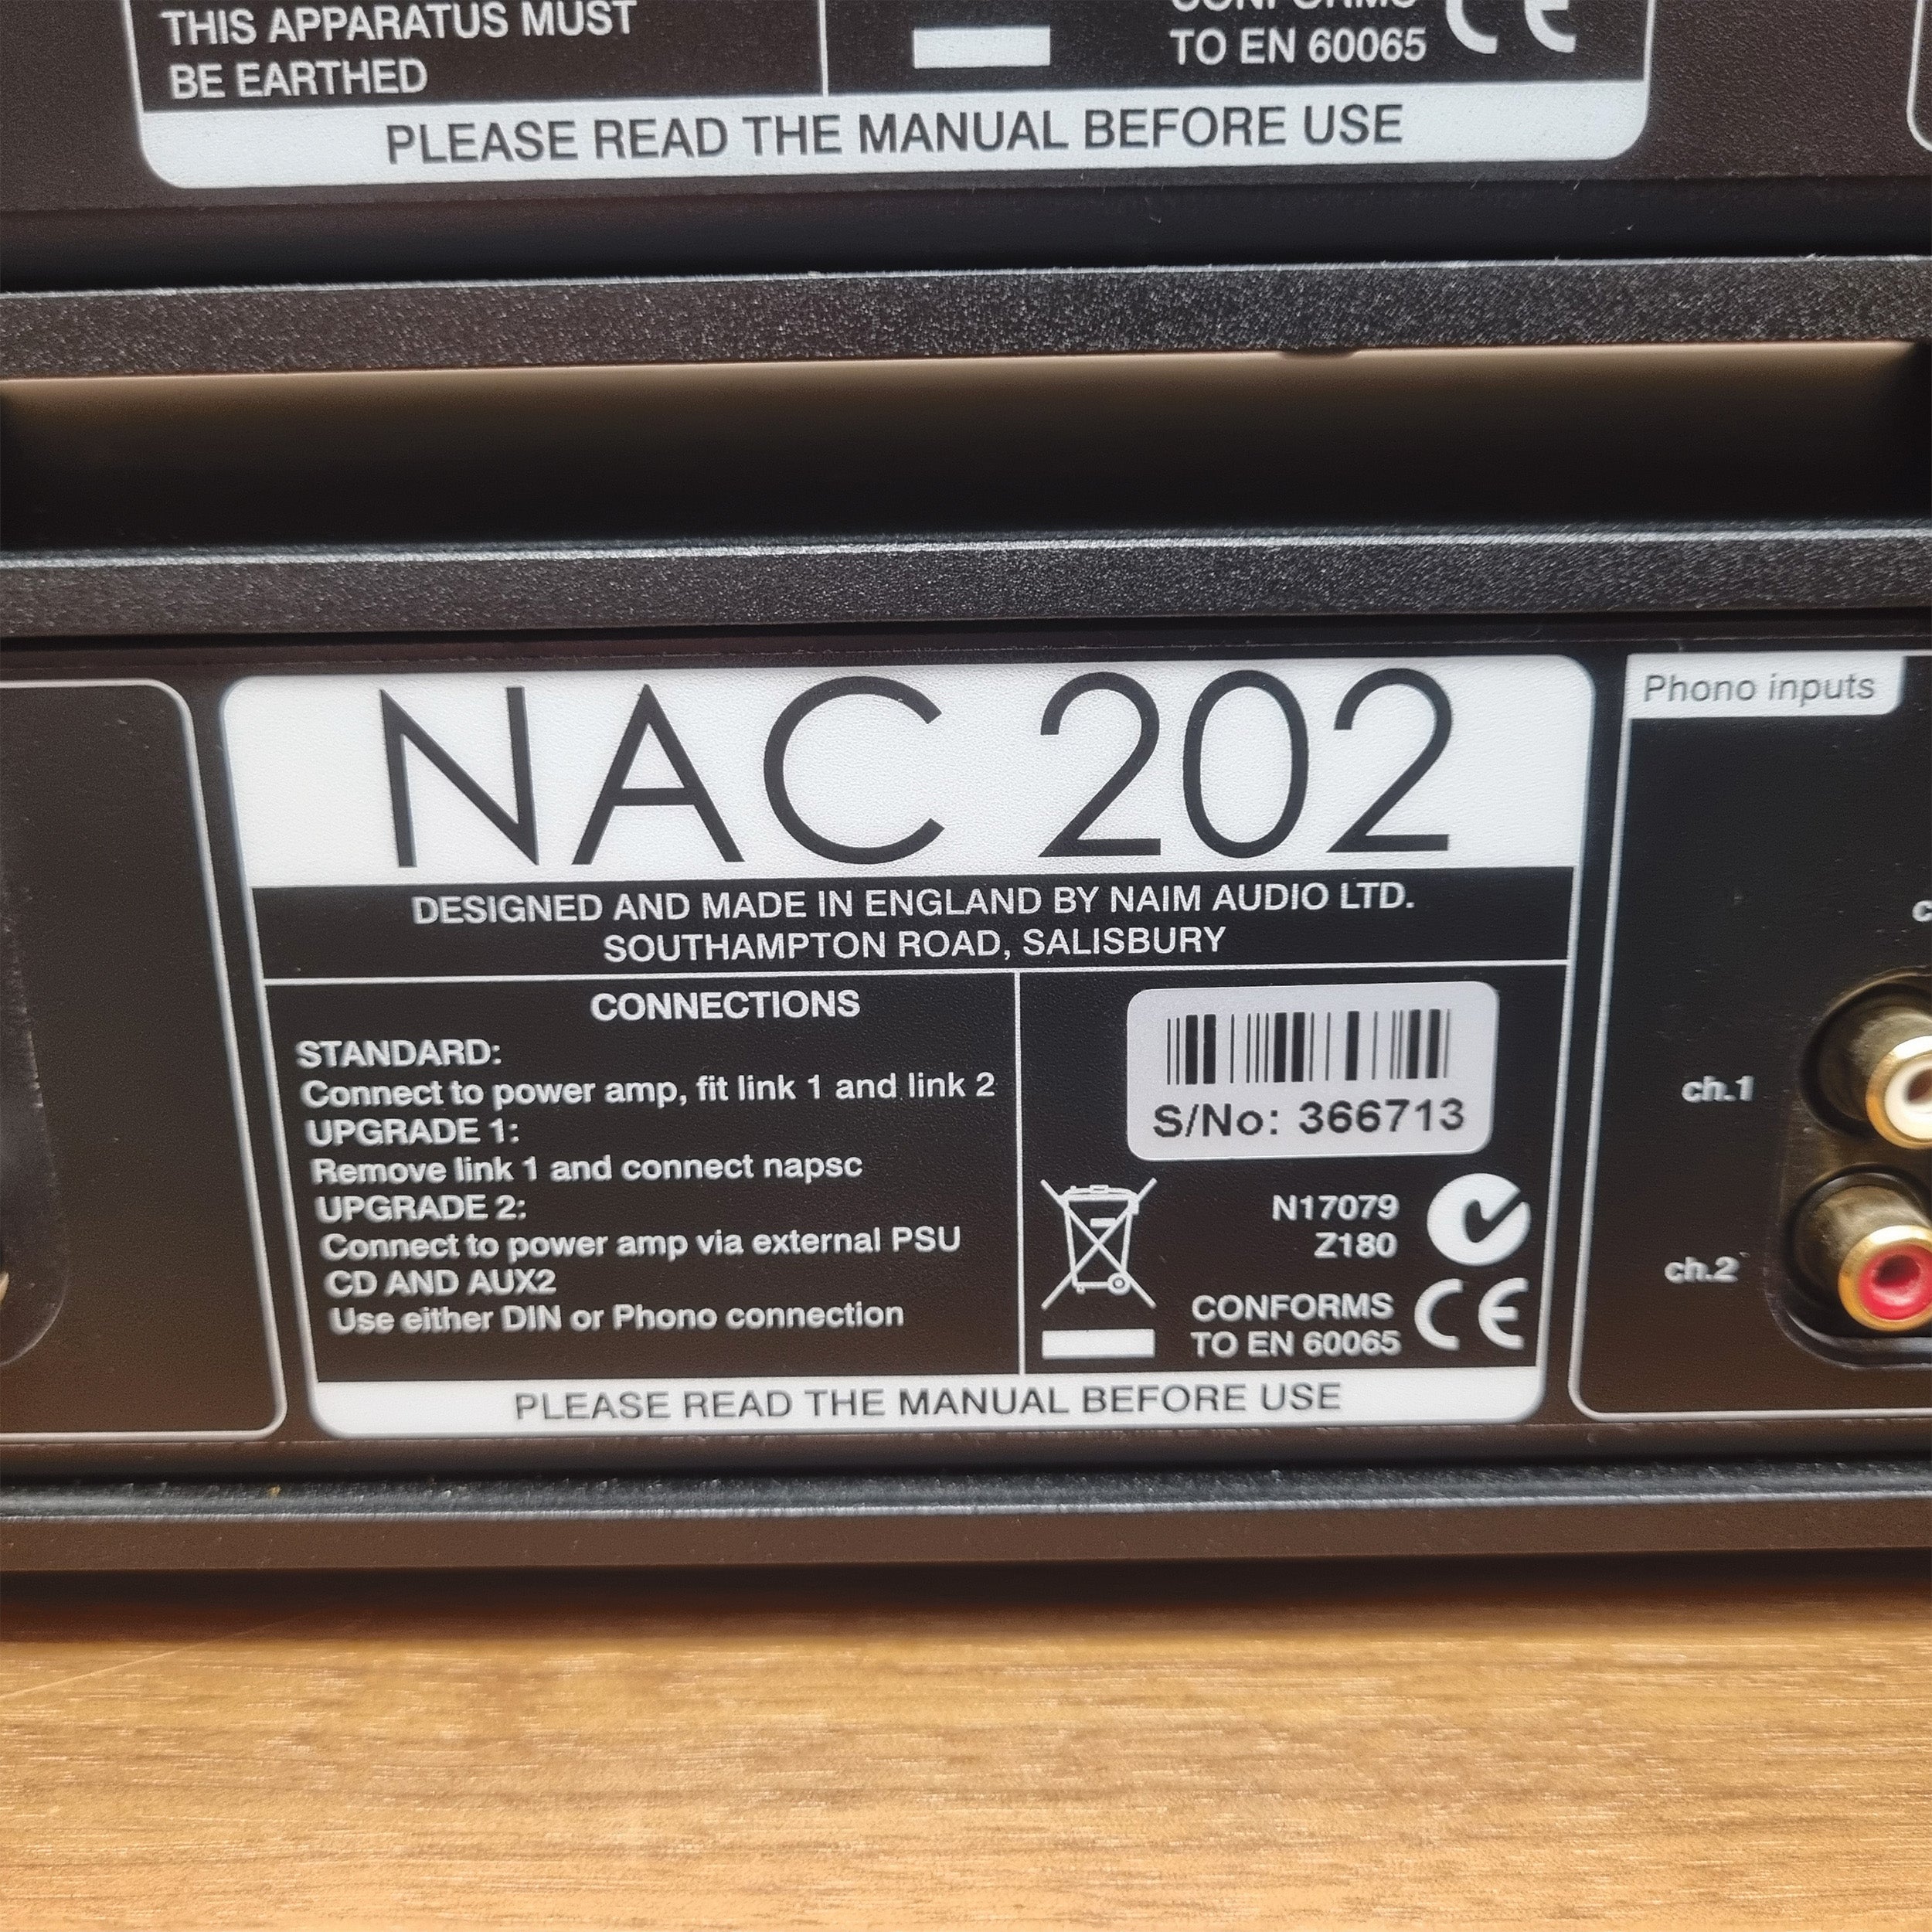 THIS APPARATUS MUST
BE EARTHED
CONFORMS
TO EN 60065
CE
PLEASE READ THE MANUAL BEFORE USE
NAC 202
DESIGNED AND MADE IN ENGLAND BY NAIM AUDIO LTD.
SOUTHAMPTON ROAD, SALISBURY
CONNECTIONS
STANDARD:
Connect to power amp, fit link 1 and link 2
UPGRADE 1:
Remove link 1 and connect napsc
UPGRADE 2:
Connect to power amp via external PSU
CD AND AUX2
Use either DIN or Phono connection
S/No: 366713
N17079
Z180
CONFORMS
TO EN 60065
CE
PLEASE READ THE MANUAL BEFORE USE
Phono inputs
ch.1
ch.2